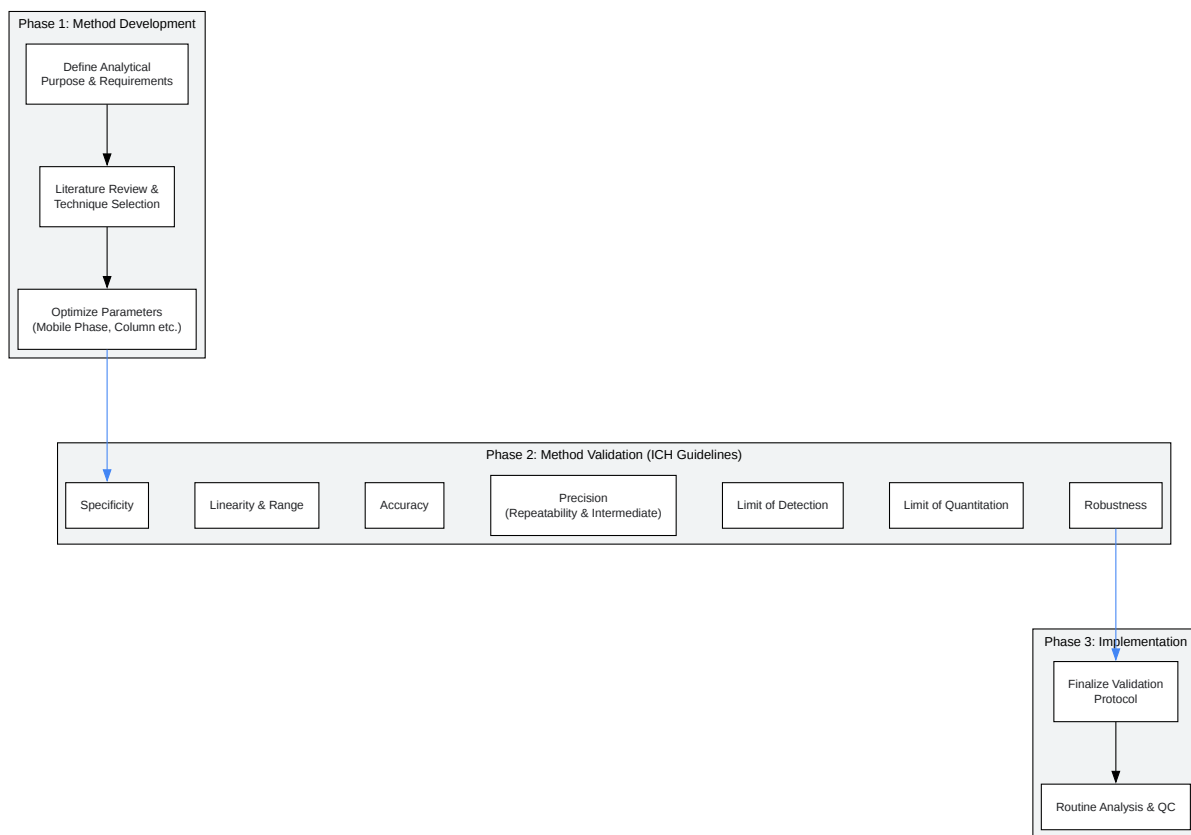 Phase 1: Method Development
Define Analytical
Purpose & Requirements
Literature Review &
Technique Selection
Optimize Parameters
(Mobile Phase, Column etc.)
Phase 2: Method Validation (ICH Guidelines)
Specificity
Linearity & Range
Accuracy
Precision
(Repeatability & Intermediate)
Limit of Detection
Limit of Quantitation
Robustness
Phase 3: Implementation
Finalize Validation
Protocol
Routine Analysis & QC